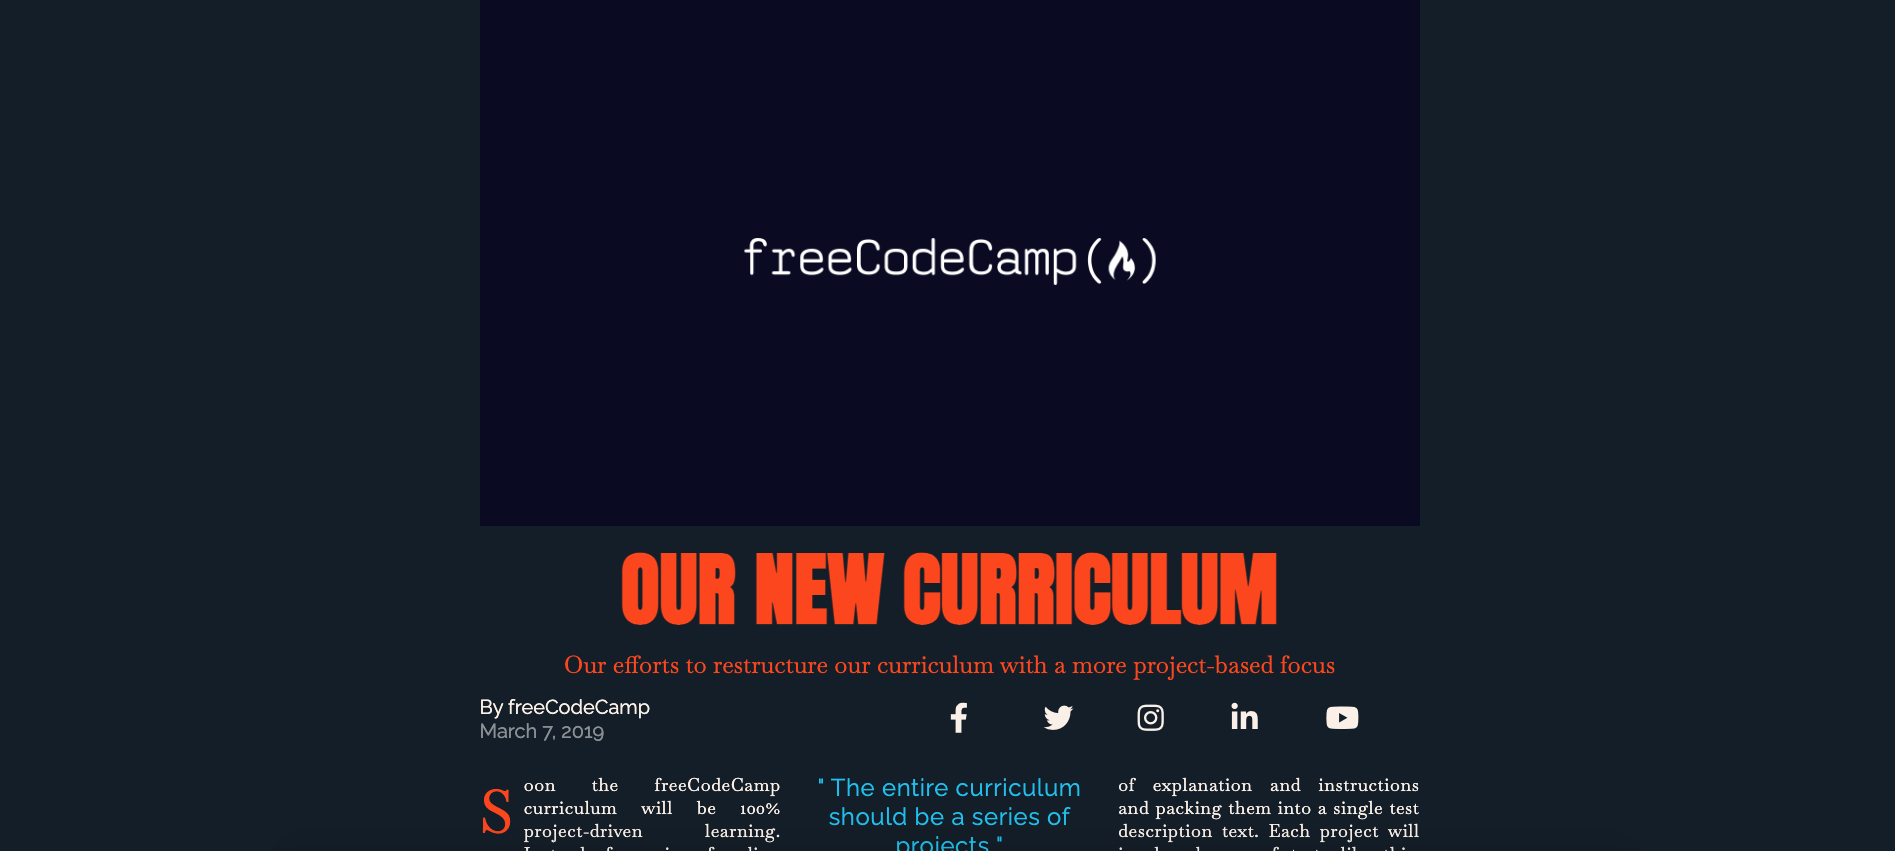 freeCodeCamp(🔥)
OUR NEW CURRICULUM
Our efforts to restructure our curriculum with a more project-based focus
By freeCodeCamp
March 7, 2019
Soon the freeCodeCamp
curriculum will be 100%
project-driven learning.
" The entire curriculum
should be a series of
projects "
of explanation and instructions
and packing them into a single test
description text. Each project will